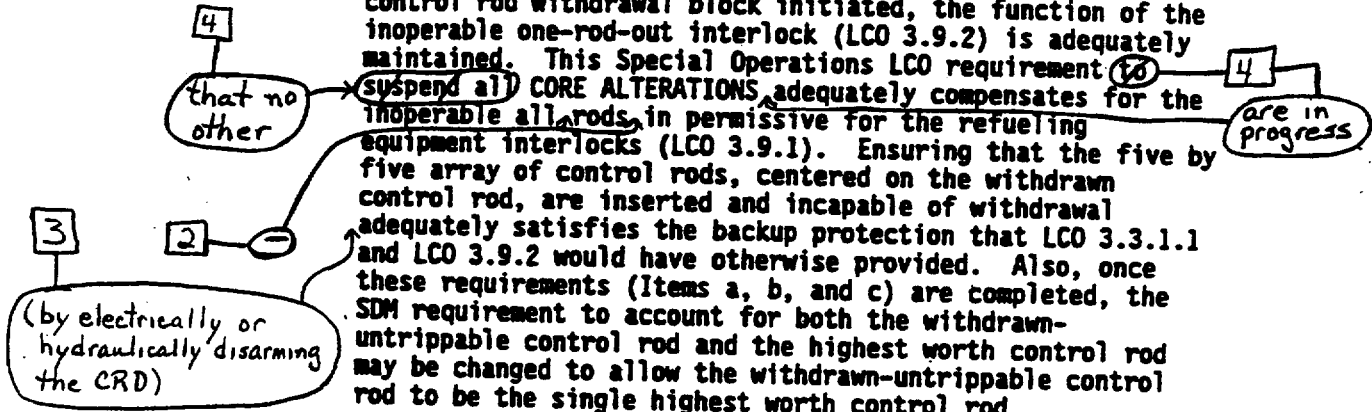 control rod withdrawal block initiated, the function of the
4
inoperable one-rod-out interlock (LCO 3.9.2) is adequately
maintained. This Special Operations LCO requirement to
4
that no
other
suspend all CORE ALTERATIONS adequately compensates for the
are in
progress
inoperable all rods in permissive for the refueling
equipment interlocks (LCO 3.9.1). Ensuring that the five by
five array of control rods, centered on the withdrawn
control rod, are inserted and incapable of withdrawal
3
2
-
adequately satisfies the backup protection that LCO 3.3.1.1
and LCO 3.9.2 would have otherwise provided. Also, once
these requirements (Items a, b, and c) are completed, the
(by electrically or
hydraulically disarming
the CRD)
SDM requirement to account for both the withdrawn-
untrippable control rod and the highest worth control rod
may be changed to allow the withdrawn-untrippable control
rod to be the single highest worth control rod